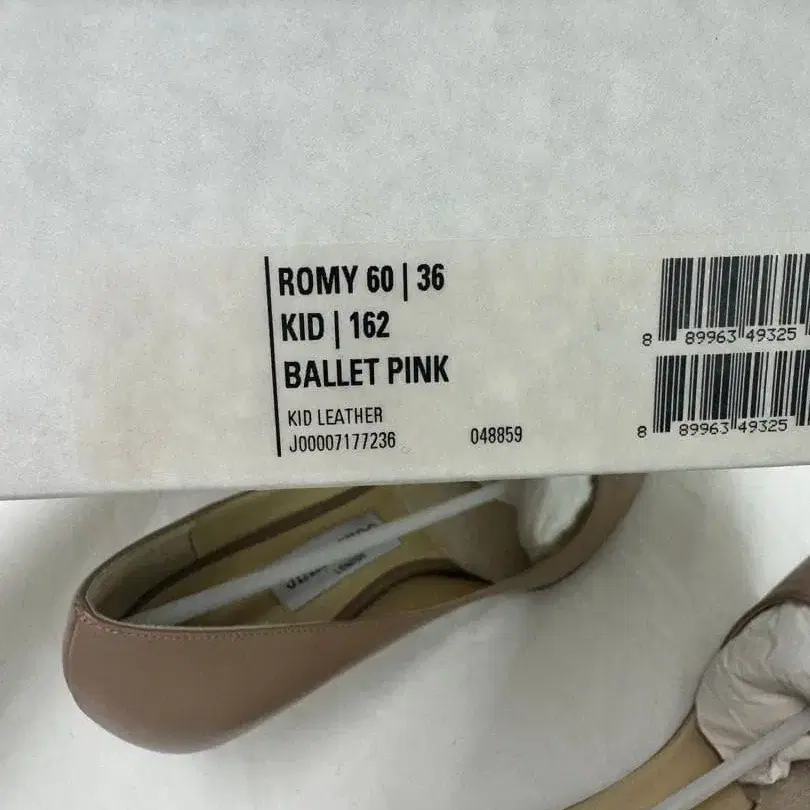 ROMY 60 | 36
KID | 162
BALLET PINK
KID LEATHER
J00007177236 048859
8 89963 49325
8 89963 49325